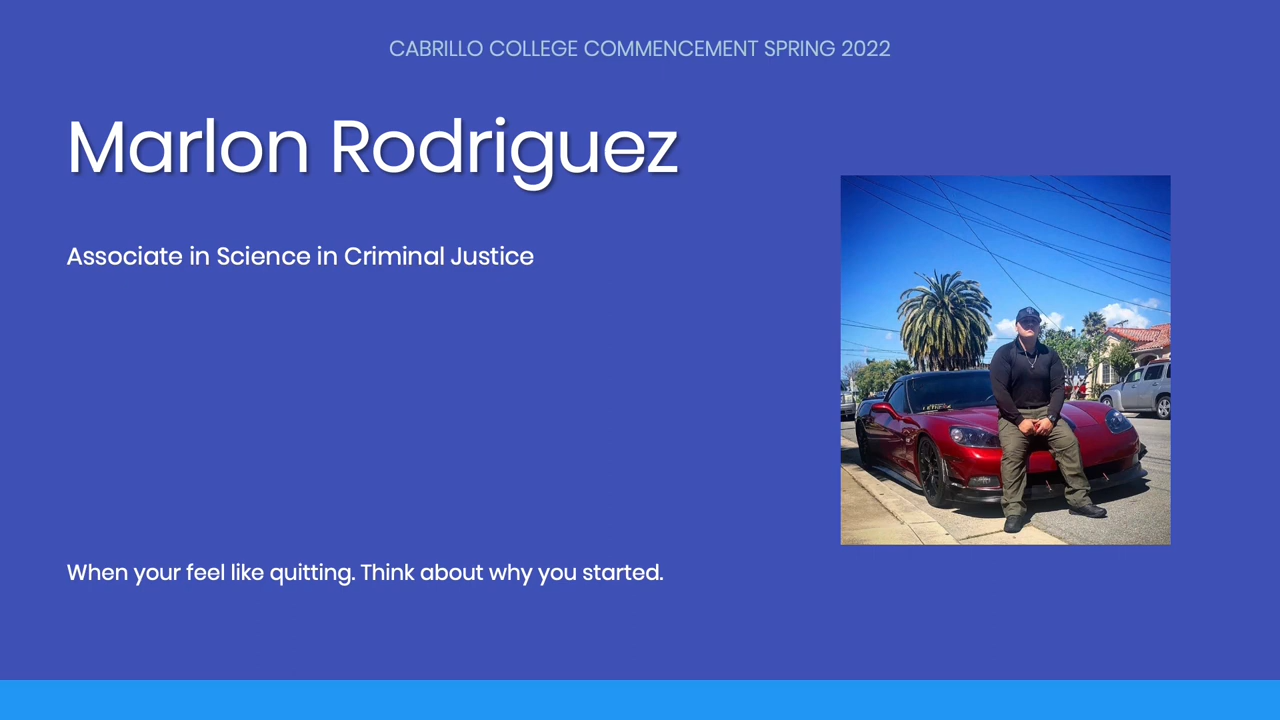 CABRILLO COLLEGE COMMENCEMENT SPRING 2022
Marlon Rodriguez
Associate in Science in Criminal Justice
When your feel like quitting. Think about why you started.